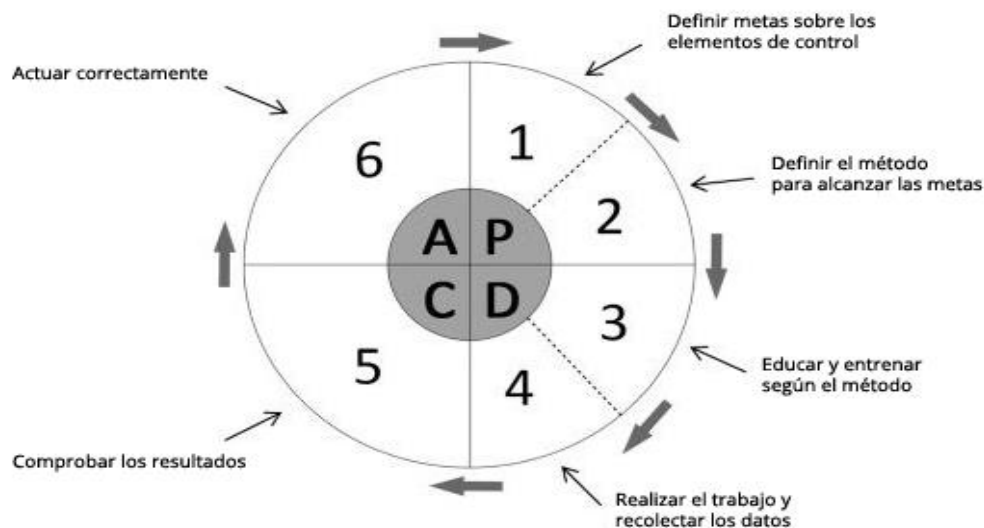 Definir metas sobre los
elementos de control
Actuar correctamente
1
6
Definir el método
para alcanzar las metas
2
A P
C D
3
5
4
Educar y entrenar
según el método
Comprobar los resultados
Realizar el trabajo y
recolectar los datos